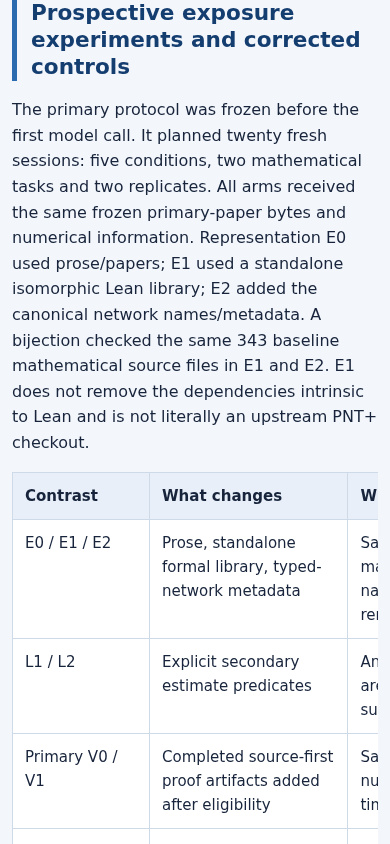 Prospective exposure
experiments and corrected
controls
The primary protocol was frozen before the
first model call. It planned twenty fresh
sessions: five conditions, two mathematical
tasks and two replicates. All arms received
the same frozen primary-paper bytes and
numerical information. Representation E0
used prose/papers; E1 used a standalone
isomorphic Lean library; E2 added the
canonical network names/metadata. A
bijection checked the same 343 baseline
mathematical source files in E1 and E2. E1
does not remove the dependencies intrinsic
to Lean and is not literally an upstream PNT+
checkout.
Contrast
What changes
E0 / E1 / E2
Prose, standalone
formal library, typed-
network metadata
L1 / L2
Explicit secondary
estimate predicates
Primary V0 /
V1
Completed source-first
proof artifacts added
after eligibility